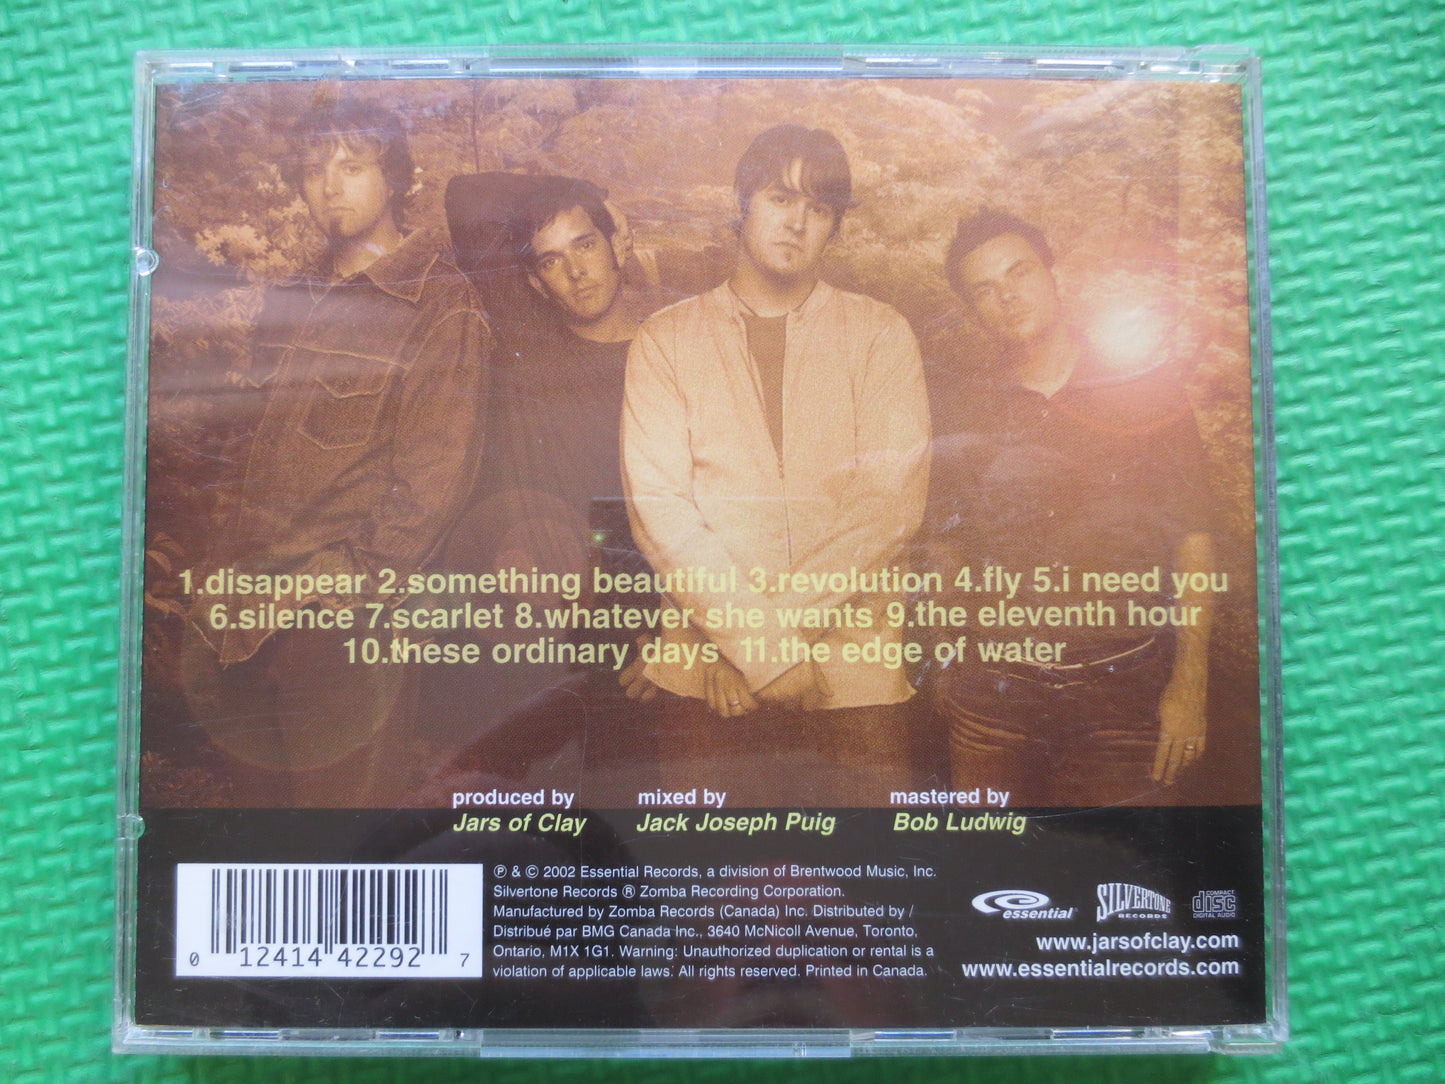 1.disappear 2.something beautiful 3.revolution 4.fly 5.i need you
6.silence 7.scarlet 8.whatever she wants 9.the eleventh hour
10.these ordinary days 11.the edge of water
produced by mixed by mastered by
Jars of Clay Jack Joseph Puig Bob Ludwig
℗ & © 2002 Essential Records, a division of Brentwood Music, Inc.
Silvertone Records ® Zomba Recording Corporation.
Manufactured by Zomba Records (Canada) Inc. Distributed by /
Distribué par BMG Canada Inc., 3640 McNicoll Avenue, Toronto,
Ontario, M1X 1G1. Warning: Unauthorized duplication or rental is a
violation of applicable laws. All rights reserved. Printed in Canada.
0 12414 42292 7
essential
SILVERTONE
RECORDS
COMPACT
disc
DIGITAL AUDIO
www.jarsofclay.com
www.essentialrecords.com